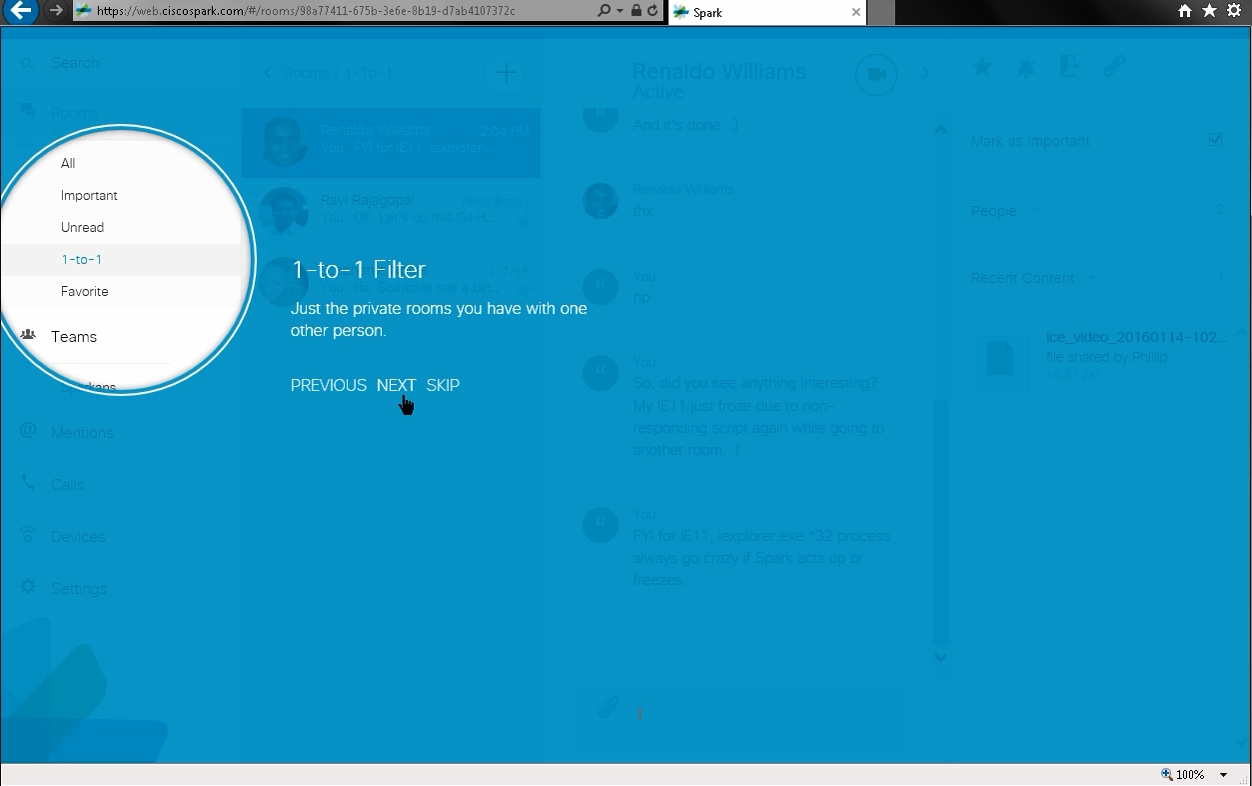 https://web.ciscospark.com/#/rooms/98a77411-675b-3e6e-8b19-d7ab4107372c
Spark
Search
Rooms
All
Important
Unread
1-to-1
Favorite
Teams
Mentions
Calls
Devices
Settings
Rooms / 1-To-1
Renaldo Williams
2:04 PM
You: FYI for IE11, iexplorer...
Ravi Rajagopal
Wednesday
You: OK. Let's do this Git H...
1-to-1 Filter
Just the private rooms you have with one
other person.
PREVIOUS NEXT SKIP
Renaldo Williams
Active
And it's done. :)
Renaldo Williams
thx
You
np
You
So, did you see anything interesting?
My IE11 just froze due to non-
responding script again while going to
another room. :(
You
FYI for IE11, iexplorer.exe *32 process
always go crazy if Spark acts up or
freezes.
Mark as Important
People
2
Recent Content
1
ice_video_20160114-102...
file shared by Phillip
10:37 AM
100%